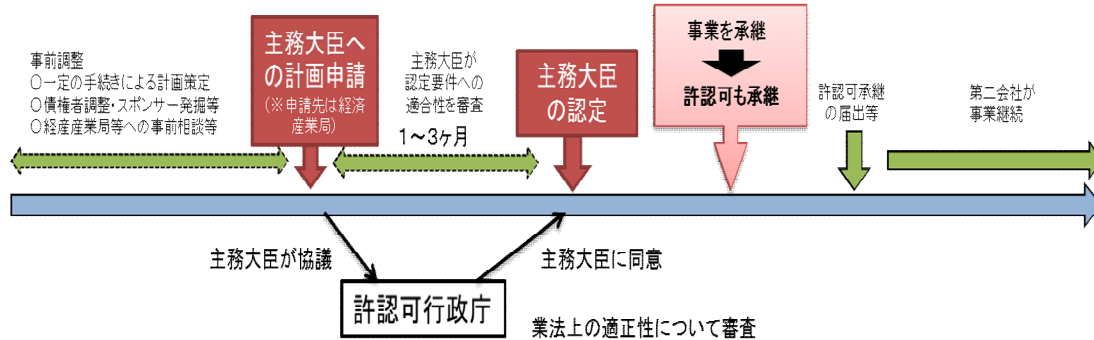 事前調整
○一定の手続きによる計画策定
○債権者調整・スポンサー発掘等
○経産産業局等への事前相談等
主務大臣へ
の計画申請
（※申請先は経済
産業局）
主務大臣が
認定要件への
適合性を審査
1～3ヶ月
主務大臣
の認定
事業を承継
許認可も承継
許認可承継
の届出等
第二会社が
事業継続
主務大臣が協議
主務大臣に同意
許認可行政庁
業法上の適正性について審査